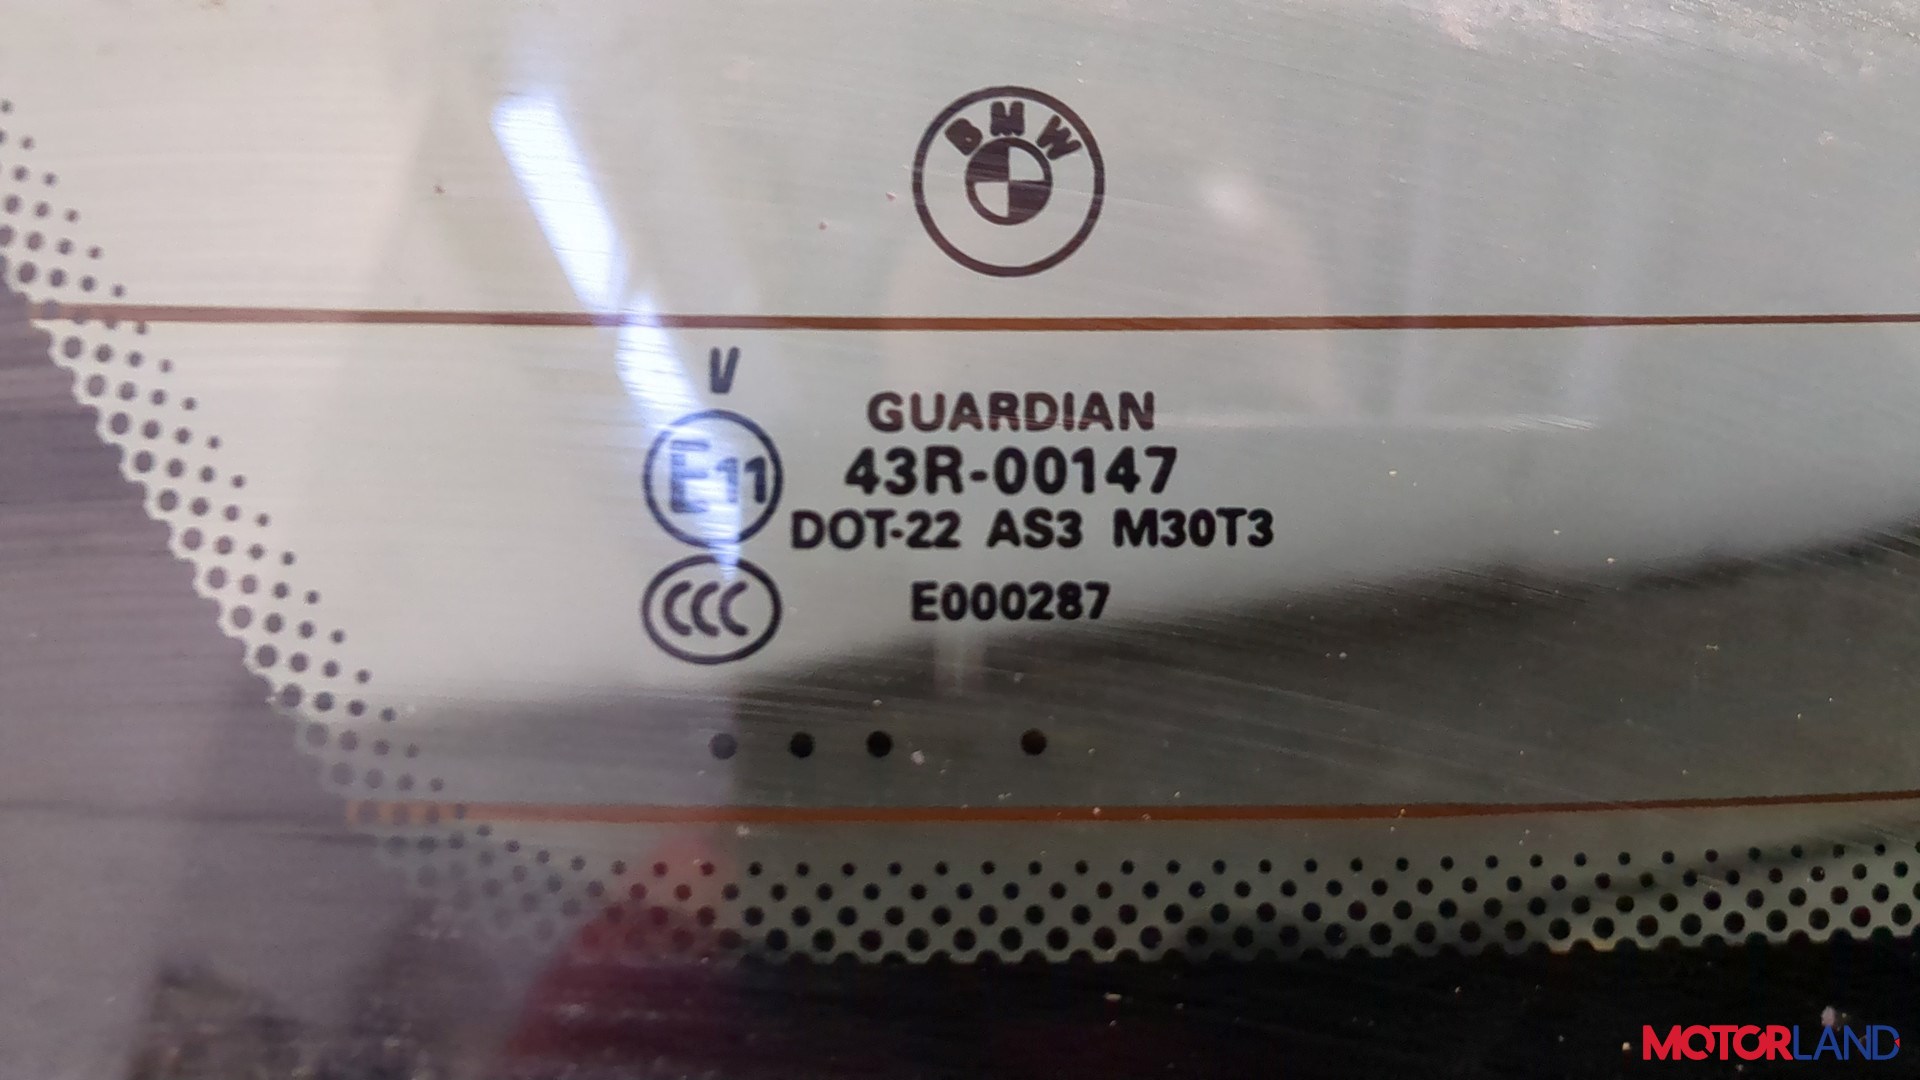 BMW
V
GUARDIAN
E11 43R-00147
DOT-22 AS3 M30T3
CCC E000287
MOTORLAND